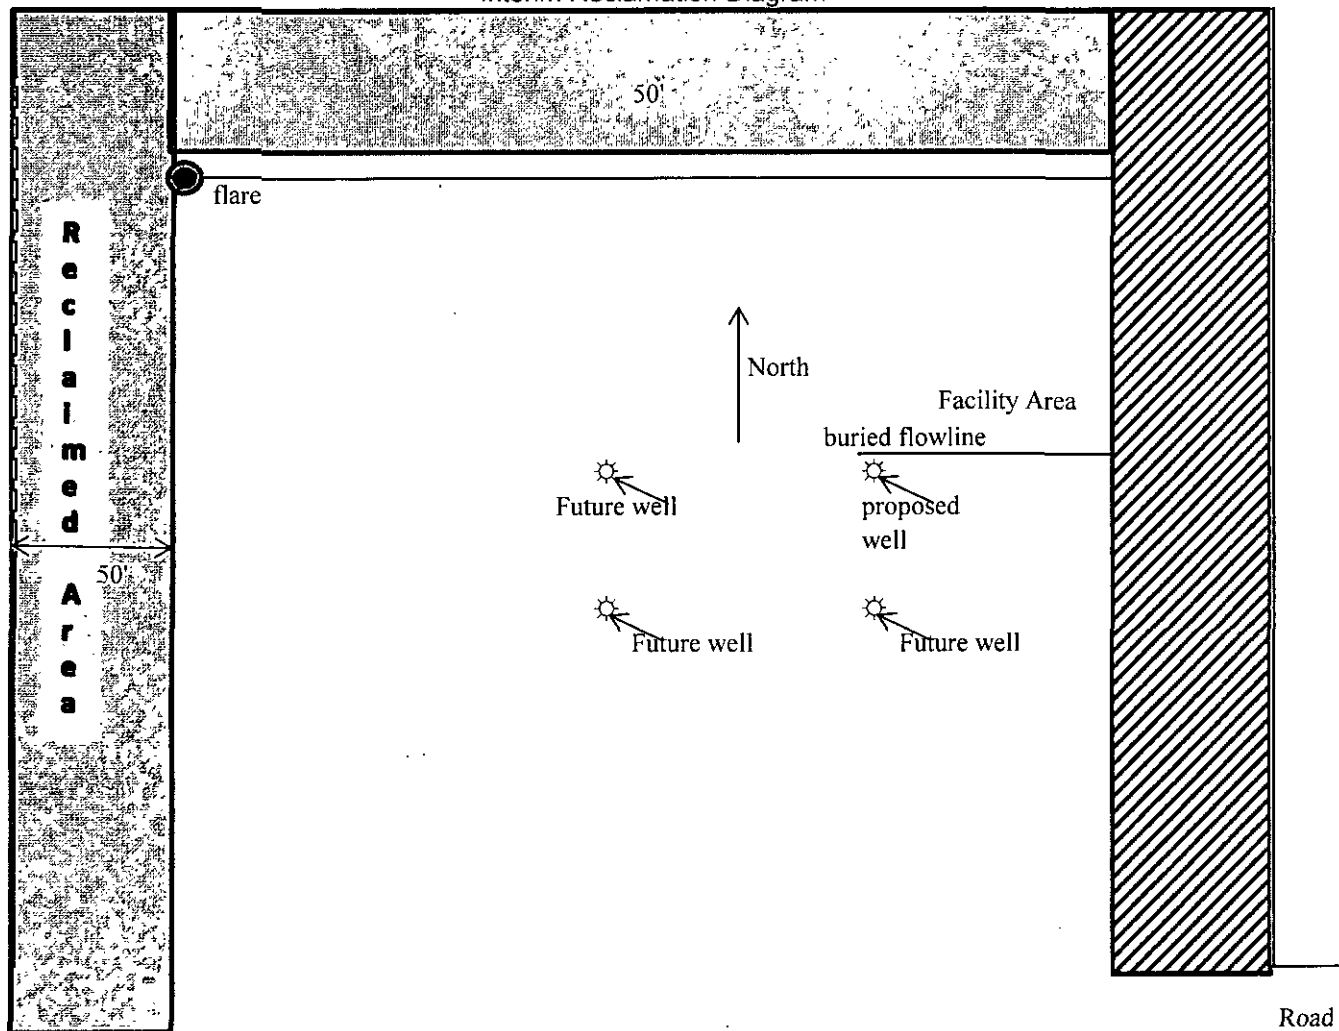 Interim Reclamation Diagram
50'
flare
Reclaimed Area
North
Facility Area
buried flowline
Future well
proposed
well
50'
Future well
Future well
Road